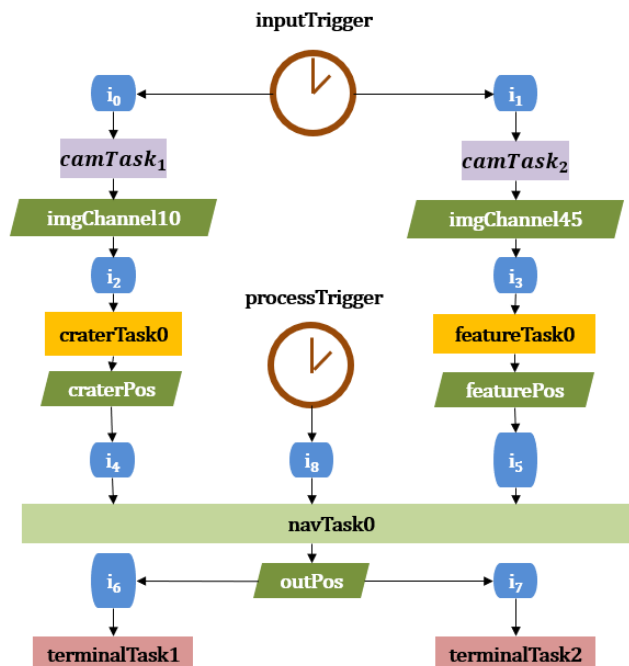 inputTrigger
i₀
i₁
camTask₁
camTask₂
imgChannel10
imgChannel45
i₂
i₃
processTrigger
craterTask0
featureTask0
craterPos
featurePos
i₄
i₈
i₅
navTask0
i₆
outPos
i₇
terminalTask1
terminalTask2